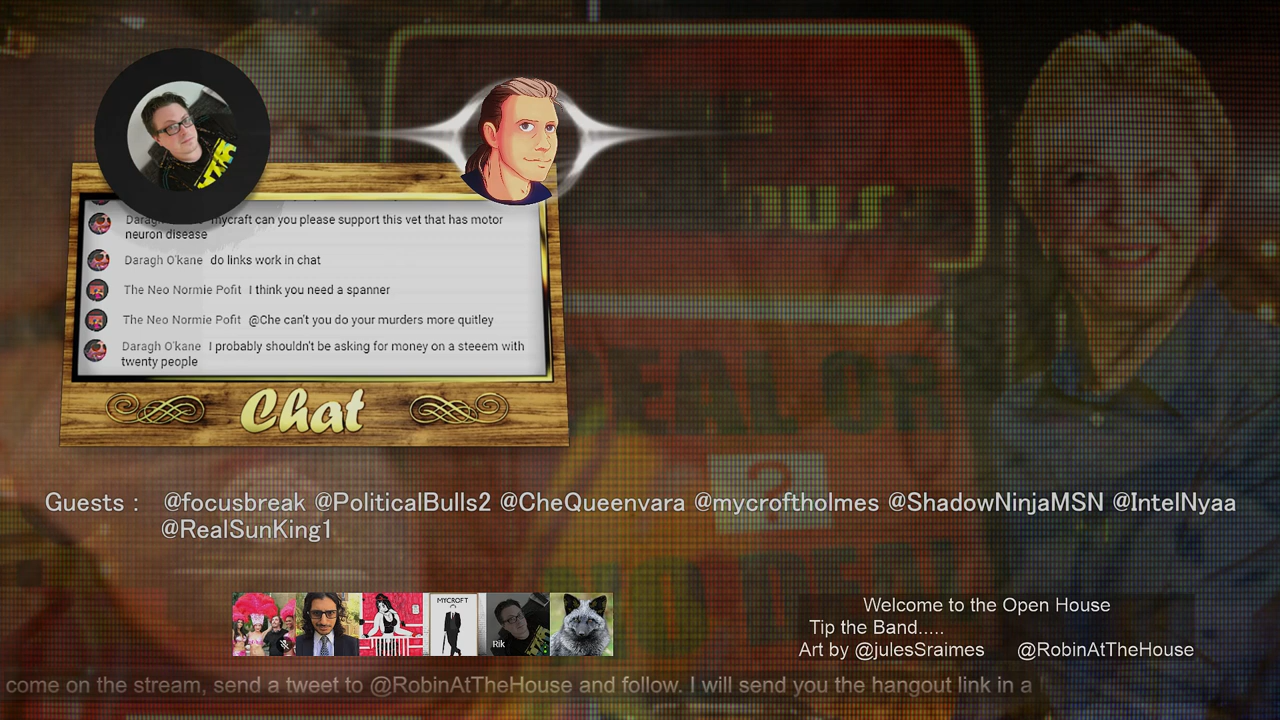 mycraft can you please support this vet that has motor
neuron disease
Daragh O'kane do links work in chat
The Neo Normie Pofit I think you need a spanner
The Neo Normie Pofit @Che can't you do your murders more quitley
Daragh O'kane I probably shouldn't be asking for money on a steeem with
twenty people
Chat
Guests : @focusbreak @PoliticalBulls2 @CheQueenvara @mycroftholmes @ShadowNinjaMSN @IntelNyaa
@RealSunKing1
DEAL OR
?
NO DEAL
MYCROFT
Rik
Welcome to the Open House
Tip the Band.....
Art by @julesSraimes @RobinAtTheHouse
come on the stream, send a tweet to @RobinAtTheHouse and follow. I will send you the hangout link in a